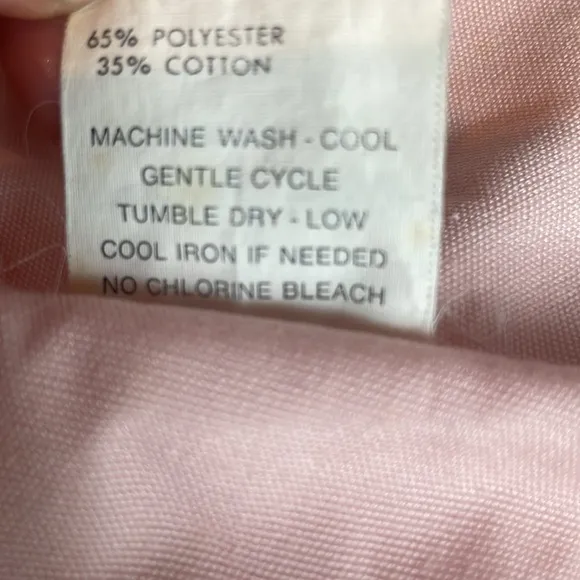 65% POLYESTER
35% COTTON
MACHINE WASH - COOL
GENTLE CYCLE
TUMBLE DRY - LOW
COOL IRON IF NEEDED
NO CHLORINE BLEACH